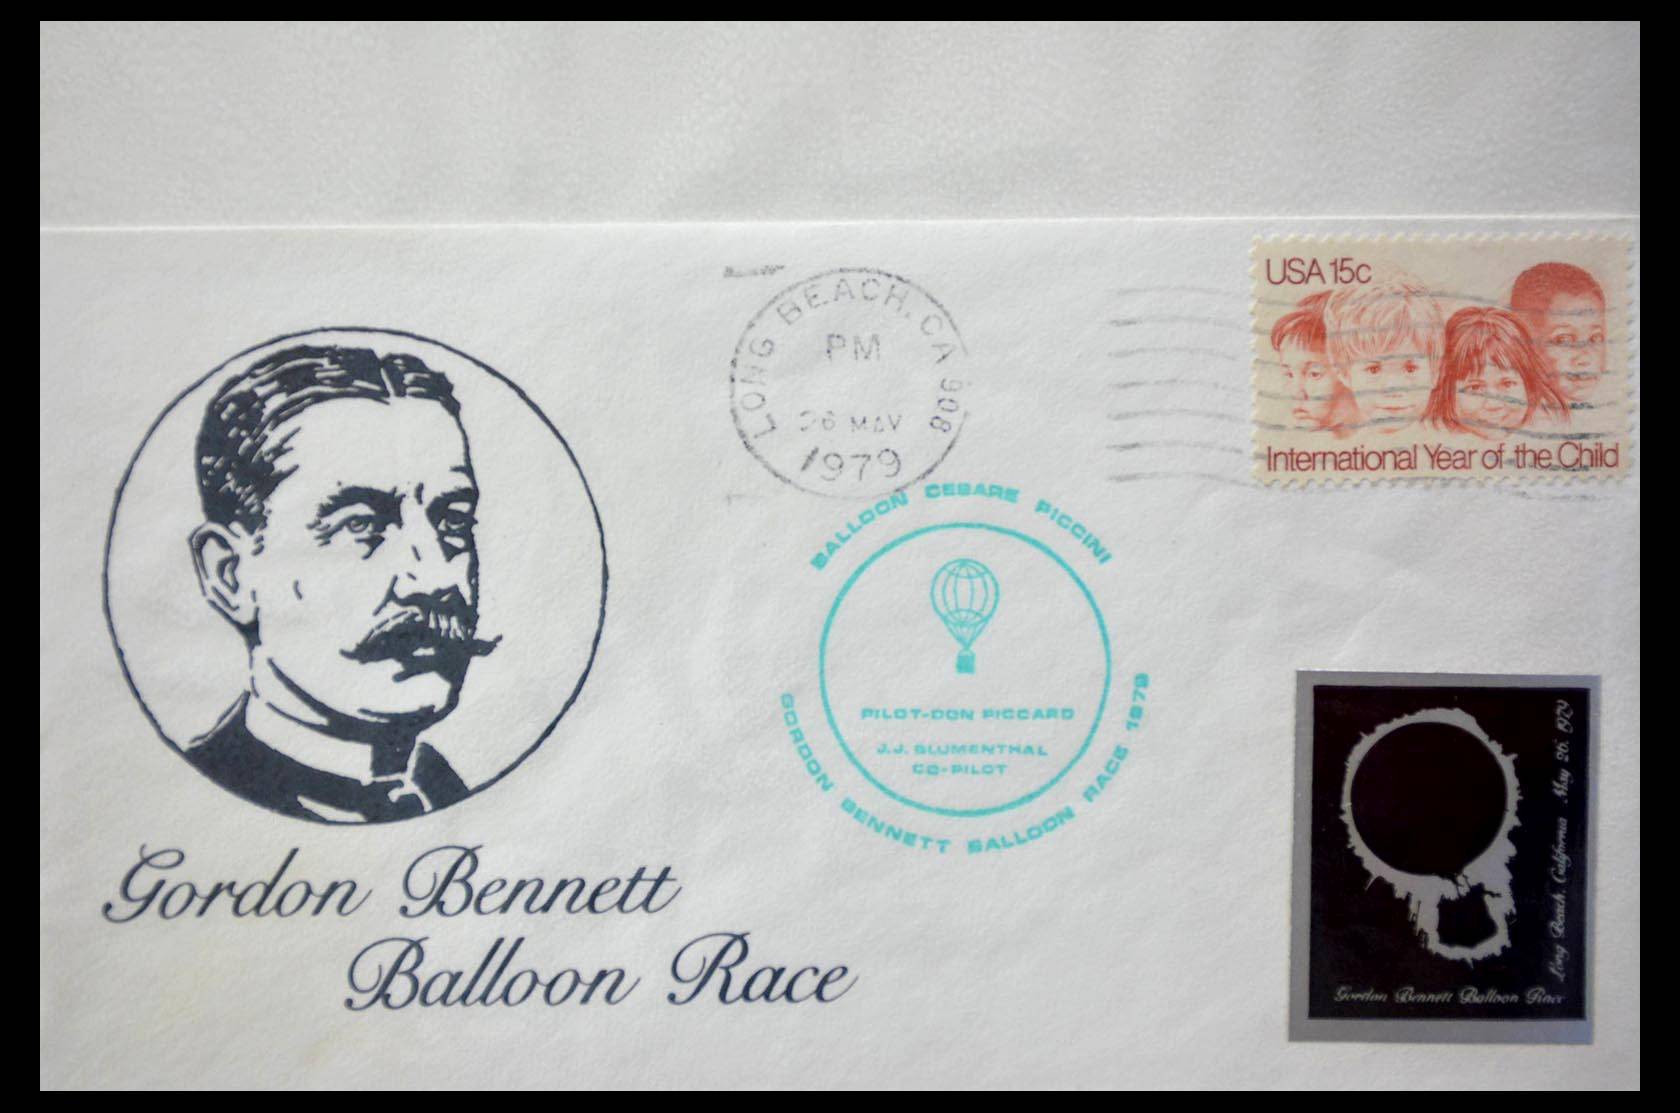 LONG BEACH, CA 908
PM
26 MAY
1979
USA 15c
International Year of the Child
BALLOON CESARE PICCINI
PILOT-DON PICCARD
J.J. BLUMENTHAL
CO-PILOT
GORDON BENNETT BALLOON RACE 1979
Gordon Bennett
Balloon Race
Gordon Bennett Balloon Race
Long Beach, California May 26, 1979